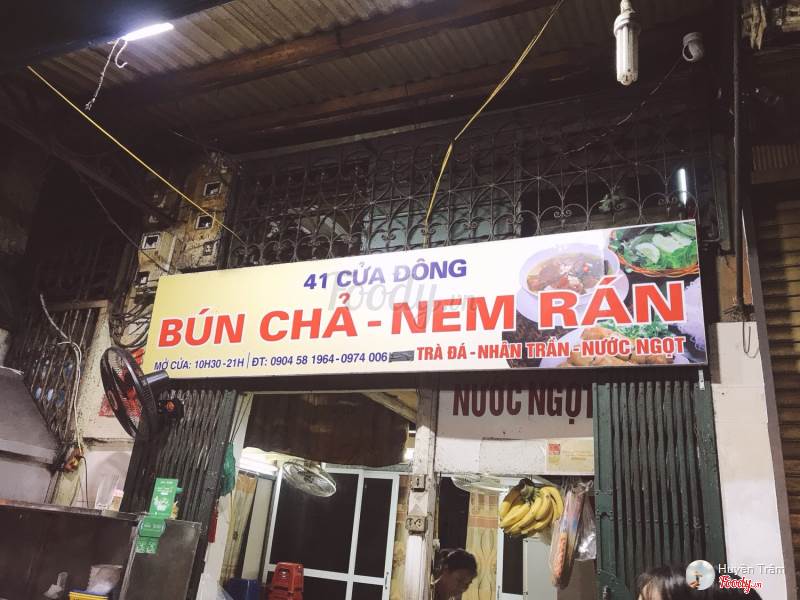 41 CỬA ĐÔNG
BÚN CHẢ - NEM RÁN
MỞ CỬA: 10H30 - 21H | ĐT: 0904 58 1964 - 0974 006
TRÀ ĐÁ - NHÂN TRẦN - NƯỚC NGỌT
NƯỚC NGỌT
Foody.vn
Huyền Trâm
Foody.vn